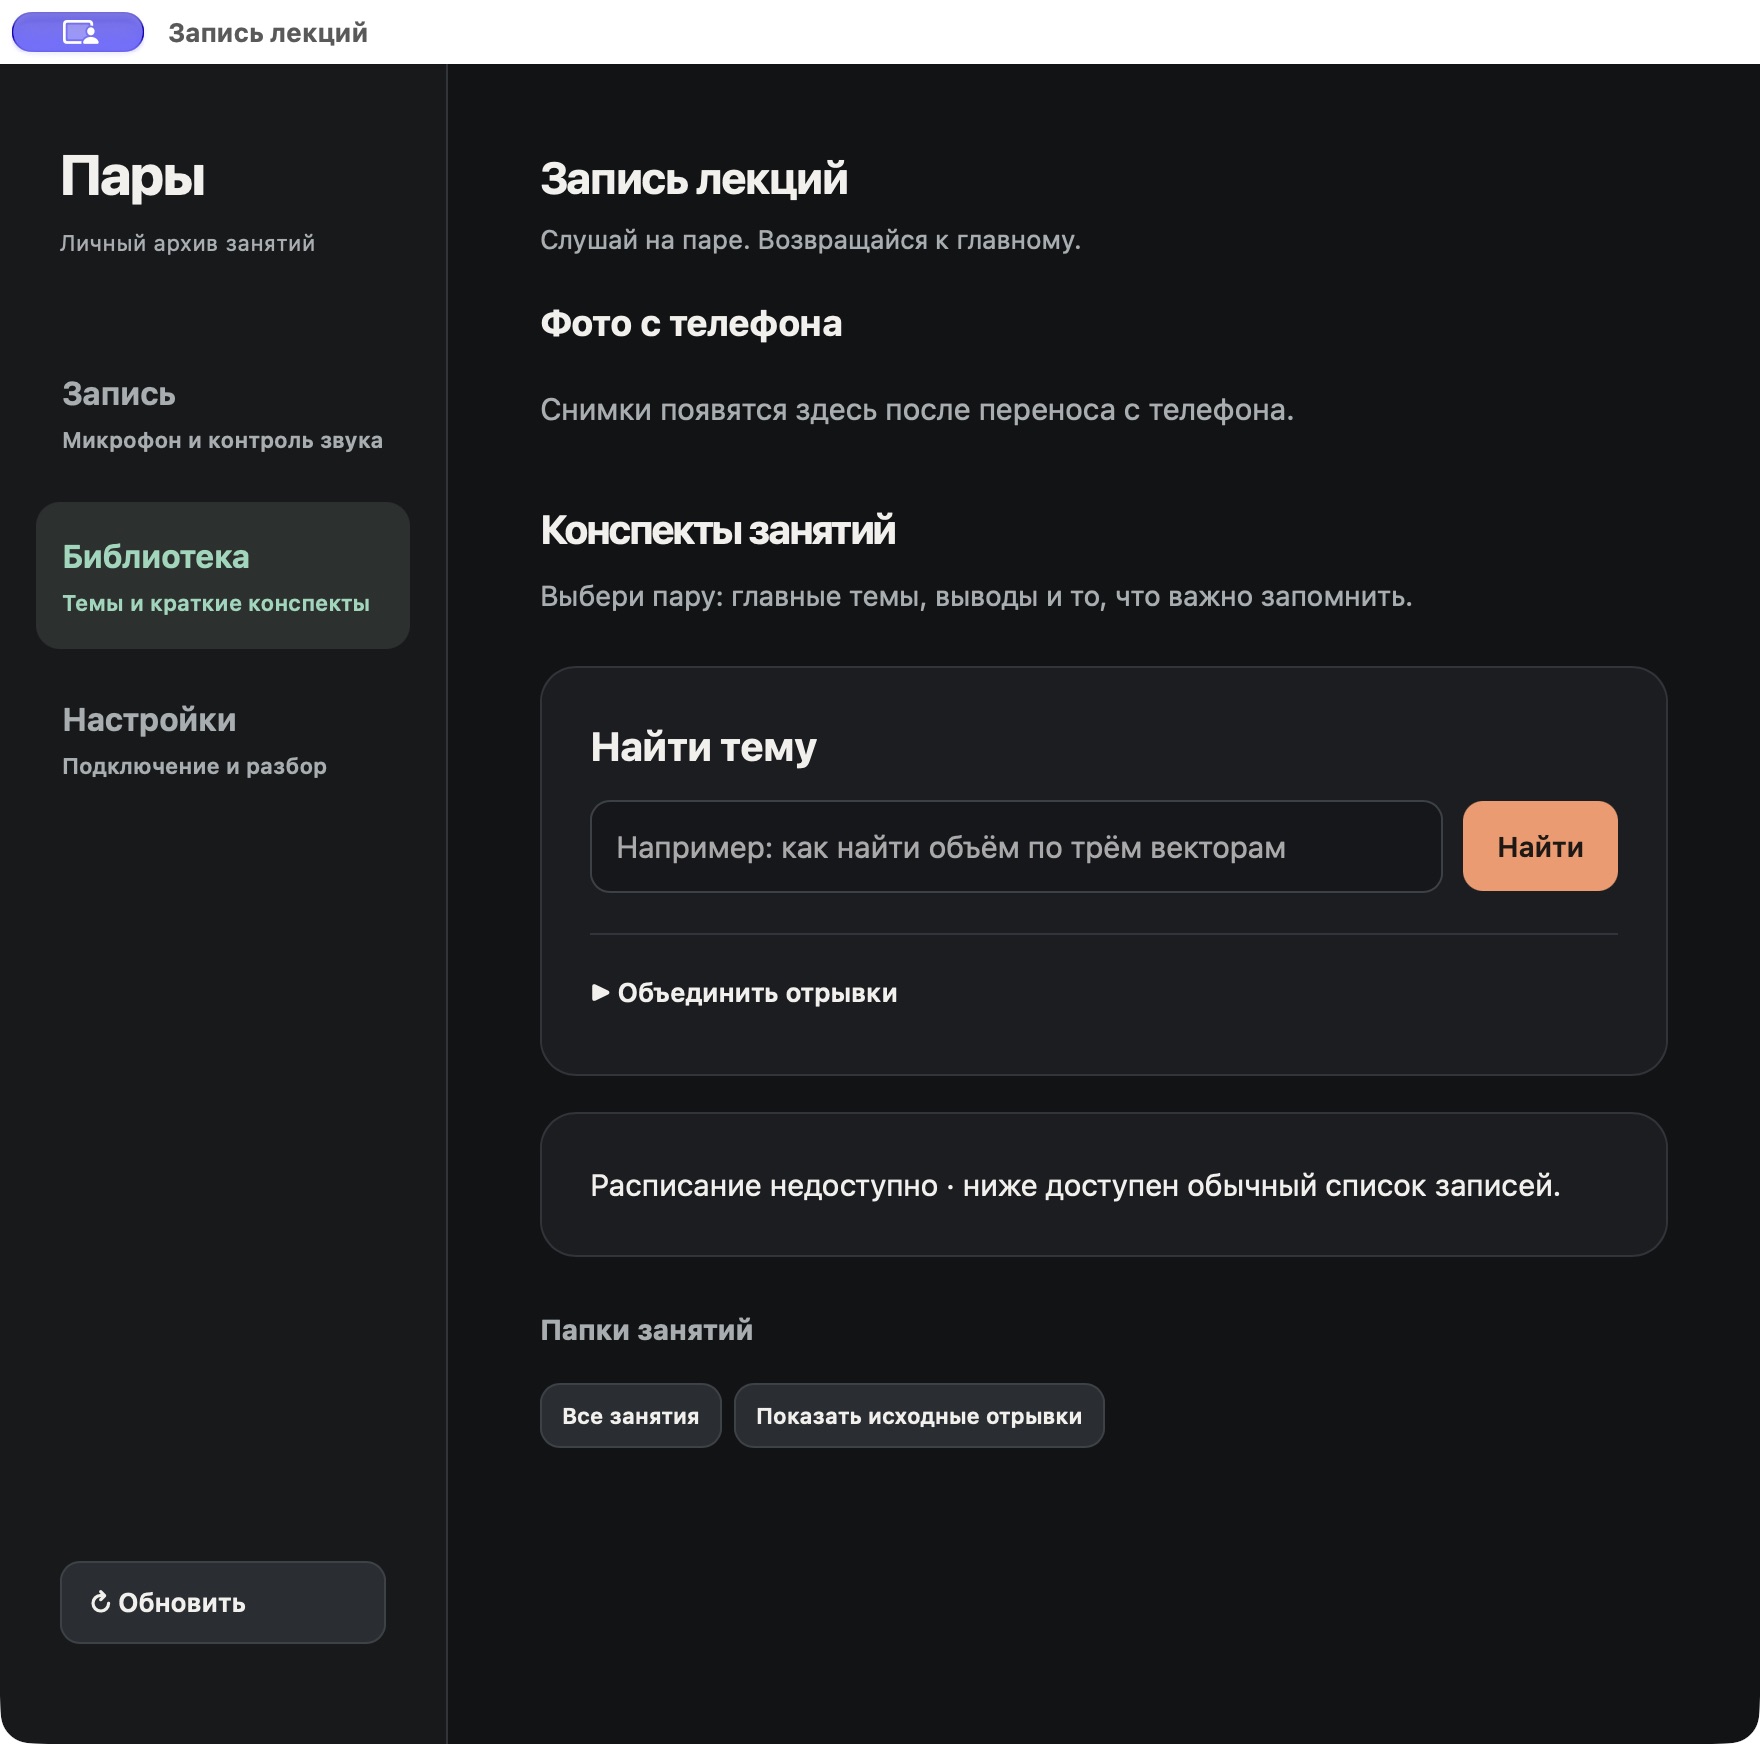 Запись лекций
Пары
Личный архив занятий
Запись
Микрофон и контроль звука
Библиотека
Темы и краткие конспекты
Настройки
Подключение и разбор
↻ Обновить
Запись лекций
Слушай на паре. Возвращайся к главному.
Фото с телефона
Снимки появятся здесь после переноса с телефона.
Конспекты занятий
Выбери пару: главные темы, выводы и то, что важно запомнить.
Найти тему
Например: как найти объём по трём векторам
Найти
▶ Объединить отрывки
Расписание недоступно · ниже доступен обычный список записей.
Папки занятий
Все занятия
Показать исходные отрывки